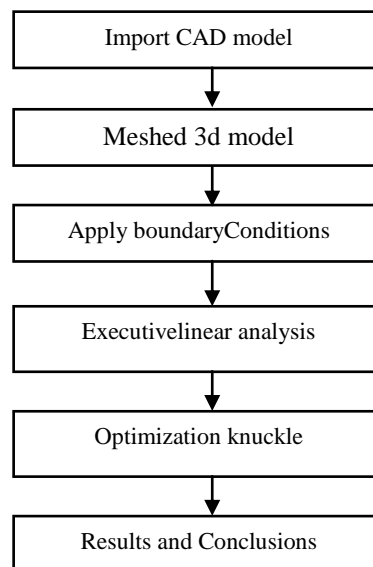 Import CAD model
Meshed 3d model
Apply boundaryConditions
Executivelinear analysis
Optimization knuckle
Results and Conclusions